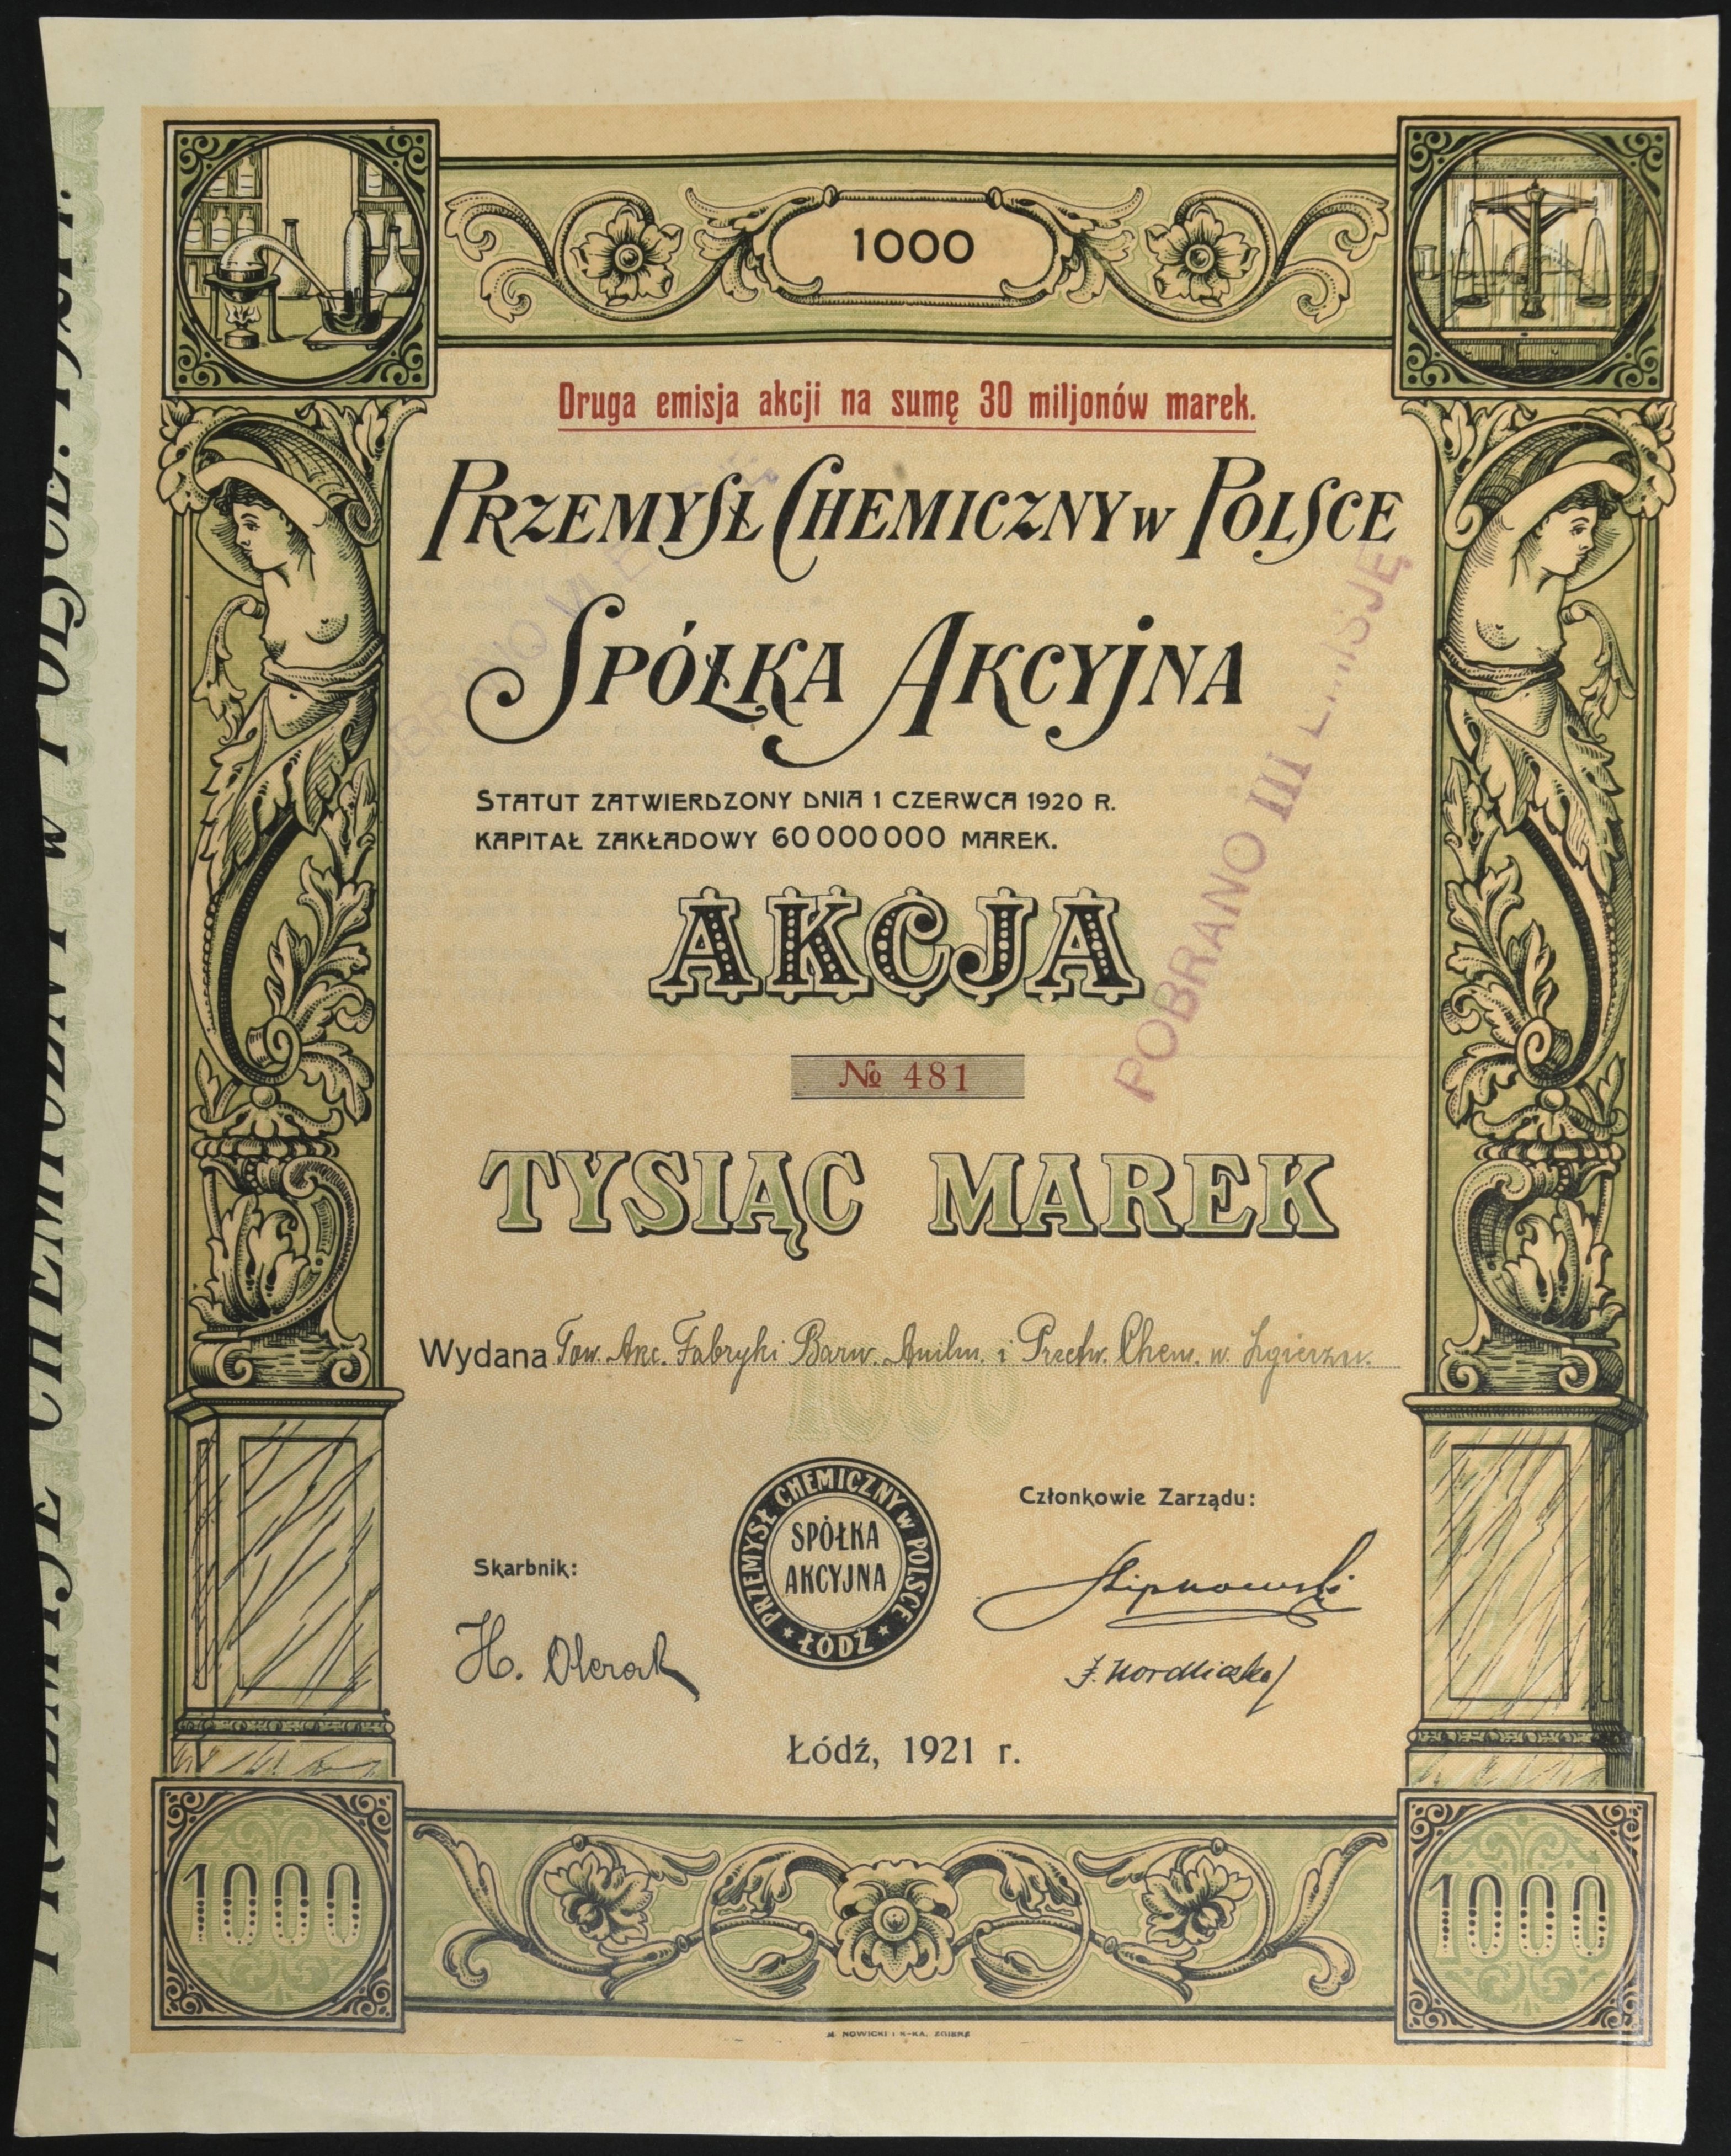 1000
Druga emisja akcji na sumę 30 miljonów marek.
PRZEMYSŁ CHEMICZNY w POLSCE
SPÓŁKA AKCYJNA
STATUT ZATWIERDZONY DNIA 1 CZERWCA 1920 R.
KAPITAŁ ZAKŁADOWY 60 000 000 MAREK.
AKCJA
POBRANO III EMISJĘ
№ 481
TYSIĄC MAREK
Wydana Tow. Akc. Fabryki Barw. Anilin. i Przetw. Chem. w. Zgierzu.
1000
Członkowie Zarządu:
PRZEMYSŁ CHEMICZNY w POLSCE
SPÓŁKA
AKCYJNA
* ŁÓDŹ *
Skarbnik:
Łódź, 1921 r.
1000
1000
M. NOWICKI i S-KA. ZGIERZ